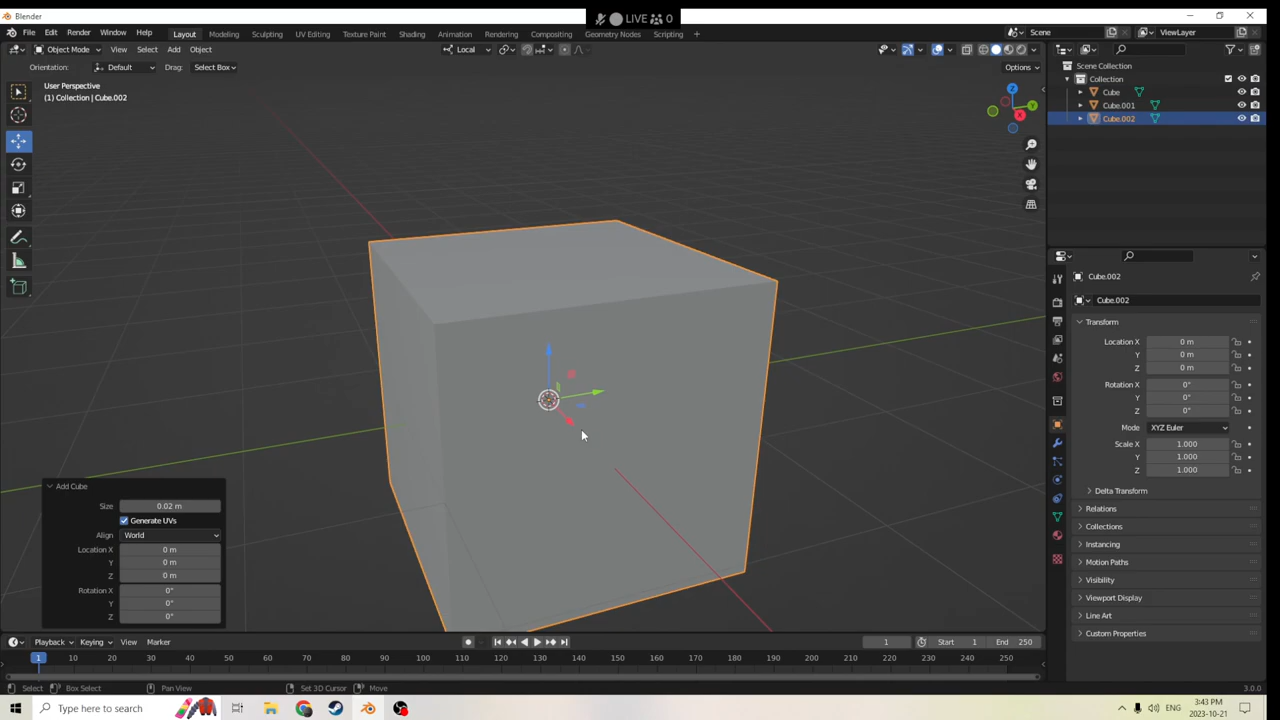 Blender
LIVE 0
File Edit Render Window Help Layout Modeling Sculpting UV Editing Texture Paint Shading Animation Rendering Compositing Geometry Nodes Scripting + Scene ViewLayer
Object Mode View Select Add Object Local
Orientation: Default Drag: Select Box Options
User Perspective
(1) Collection | Cube.002
Z
Y
X
Scene Collection
Collection
Cube
Cube.001
Cube.002
Cube.002
Cube.002
Transform
Location X 0 m
Y 0 m
Z 0 m
Rotation X 0°
Y 0°
Z 0°
Mode XYZ Euler
Scale X 1.000
Y 1.000
Z 1.000
Delta Transform
Relations
Collections
Instancing
Motion Paths
Visibility
Viewport Display
Line Art
Custom Properties
Add Cube
Size 0.02 m
Generate UVs
Align World
Location X 0 m
Y 0 m
Z 0 m
Rotation X 0°
Y 0°
Z 0°
Playback Keying View Marker 1 Start 1 End 250
1 10 20 30 40 50 60 70 80 90 100 110 120 130 140 150 160 170 180 190 200 210 220 230 240 250
Select Box Select Pan View Set 3D Cursor Move 3.0.0
Type here to search ENG 3:43 PM
2023-10-21